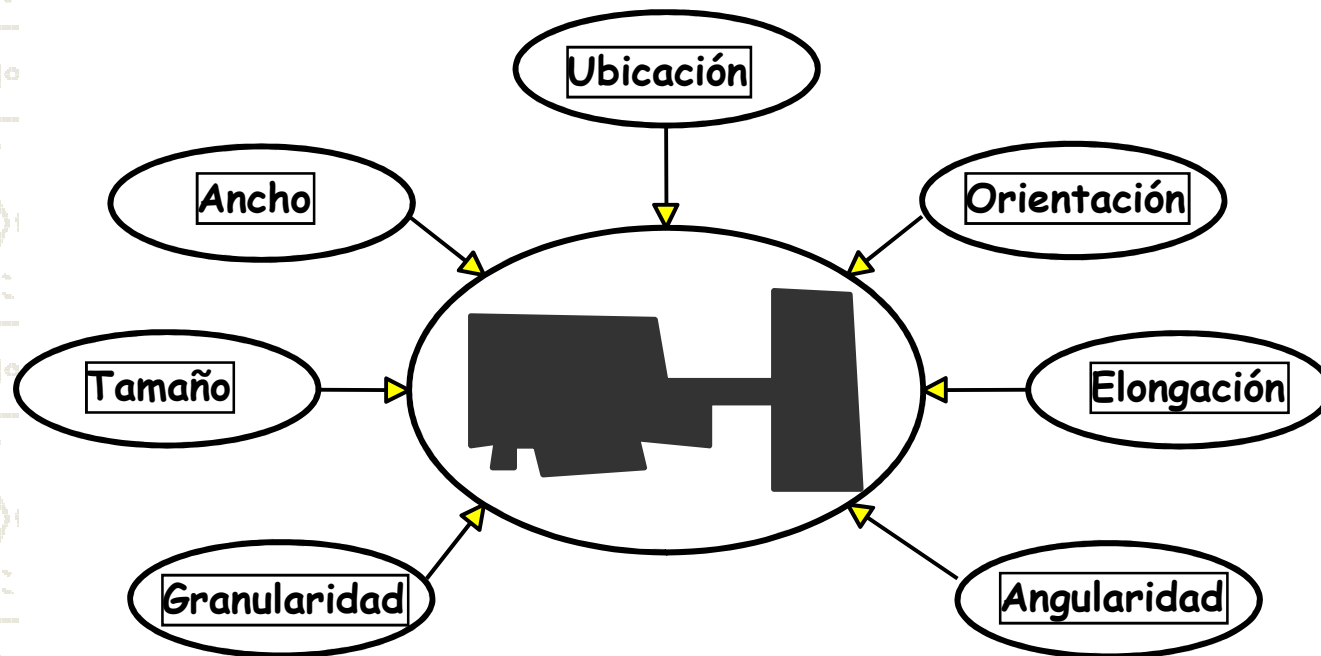 Ubicación
Ancho
Orientación
Tamaño
Elongación
Granularidad
Angularidad